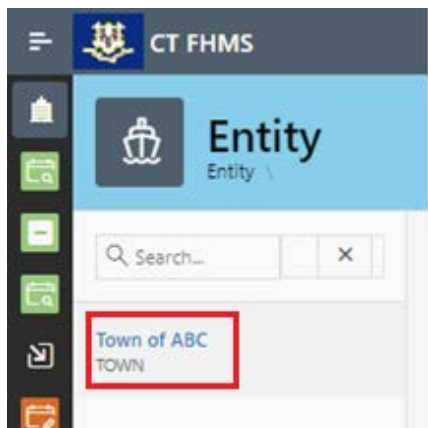 CT FHMS
Entity
Entity \
Search...
Town of ABC
TOWN